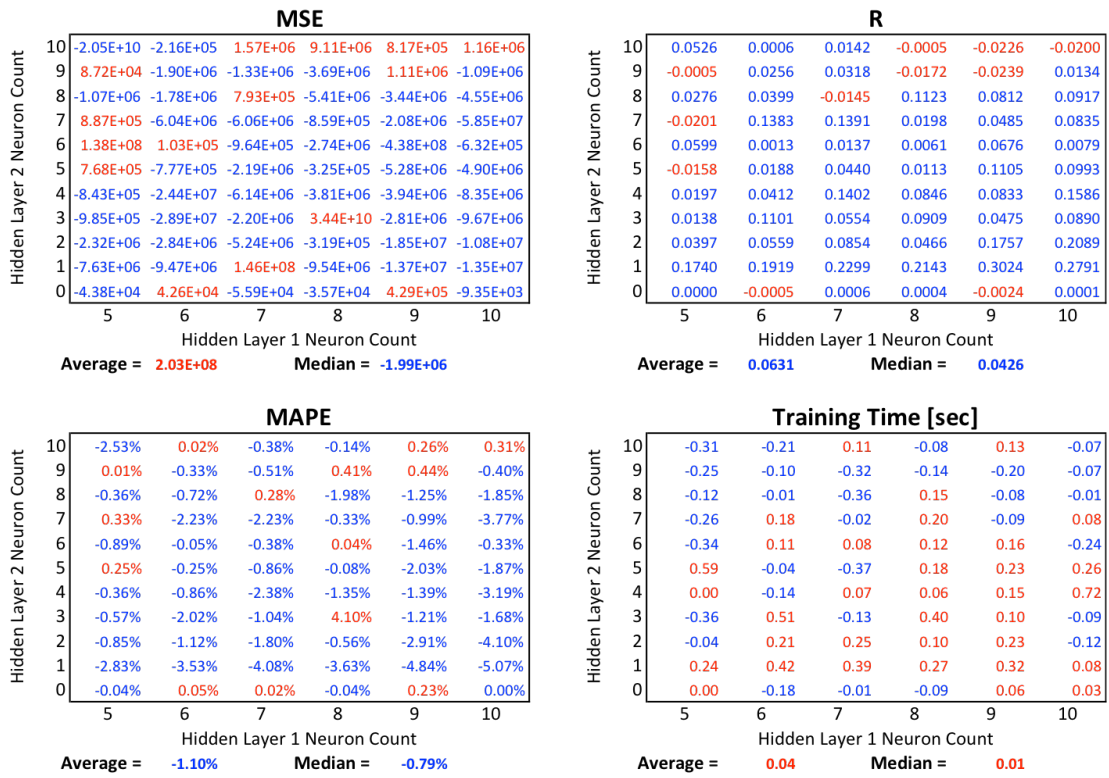 MSE
Hidden Layer 2 Neuron Count
10 -2.05E+10 -2.16E+05 1.57E+06 9.11E+06 8.17E+05 1.16E+06
9 8.72E+04 -1.90E+06 -1.33E+06 -3.69E+06 1.11E+06 -1.09E+06
8 -1.07E+06 -1.78E+06 7.93E+05 -5.41E+06 -3.44E+06 -4.55E+06
7 8.87E+05 -6.04E+06 -6.06E+06 -8.59E+05 -2.08E+06 -5.85E+07
6 1.38E+08 1.03E+05 -9.64E+05 -2.74E+06 -4.38E+08 -6.32E+05
5 7.68E+05 -7.77E+05 -2.19E+06 -3.25E+05 -5.28E+06 -4.90E+06
4 -8.43E+05 -2.44E+07 -6.14E+06 -3.81E+06 -3.94E+06 -8.35E+06
3 -9.85E+05 -2.89E+07 -2.20E+06 3.44E+10 -2.81E+06 -9.67E+06
2 -2.32E+06 -2.84E+06 -5.24E+06 -3.19E+05 -1.85E+07 -1.08E+07
1 -7.63E+06 -9.47E+06 1.46E+08 -9.54E+06 -1.37E+07 -1.35E+07
0 -4.38E+04 4.26E+04 -5.59E+04 -3.57E+04 4.29E+05 -9.35E+03
5 6 7 8 9 10
Hidden Layer 1 Neuron Count
Average = 2.03E+08 Median = -1.99E+06
R
Hidden Layer 2 Neuron Count
10 0.0526 0.0006 0.0142 -0.0005 -0.0226 -0.0200
9 -0.0005 0.0256 0.0318 -0.0172 -0.0239 0.0134
8 0.0276 0.0399 -0.0145 0.1123 0.0812 0.0917
7 -0.0201 0.1383 0.1391 0.0198 0.0485 0.0835
6 0.0599 0.0013 0.0137 0.0061 0.0676 0.0079
5 -0.0158 0.0188 0.0440 0.0113 0.1105 0.0993
4 0.0197 0.0412 0.1402 0.0846 0.0833 0.1586
3 0.0138 0.1101 0.0554 0.0909 0.0475 0.0890
2 0.0397 0.0559 0.0854 0.0466 0.1757 0.2089
1 0.1740 0.1919 0.2299 0.2143 0.3024 0.2791
0 0.0000 -0.0005 0.0006 0.0004 -0.0024 0.0001
5 6 7 8 9 10
Hidden Layer 1 Neuron Count
Average = 0.0631 Median = 0.0426
MAPE
Hidden Layer 2 Neuron Count
10 -2.53% 0.02% -0.38% -0.14% 0.26% 0.31%
9 0.01% -0.33% -0.51% 0.41% 0.44% -0.40%
8 -0.36% -0.72% 0.28% -1.98% -1.25% -1.85%
7 0.33% -2.23% -2.23% -0.33% -0.99% -3.77%
6 -0.89% -0.05% -0.38% 0.04% -1.46% -0.33%
5 0.25% -0.25% -0.86% -0.08% -2.03% -1.87%
4 -0.36% -0.86% -2.38% -1.35% -1.39% -3.19%
3 -0.57% -2.02% -1.04% 4.10% -1.21% -1.68%
2 -0.85% -1.12% -1.80% -0.56% -2.91% -4.10%
1 -2.83% -3.53% -4.08% -3.63% -4.84% -5.07%
0 -0.04% 0.05% 0.02% -0.04% 0.23% 0.00%
5 6 7 8 9 10
Hidden Layer 1 Neuron Count
Average = -1.10% Median = -0.79%
Training Time [sec]
Hidden Layer 2 Neuron Count
10 -0.31 -0.21 0.11 -0.08 0.13 -0.07
9 -0.25 -0.10 -0.32 -0.14 -0.20 -0.07
8 -0.12 -0.01 -0.36 0.15 -0.08 -0.01
7 -0.26 0.18 -0.02 0.20 -0.09 0.08
6 -0.34 0.11 0.08 0.12 0.16 -0.24
5 0.59 -0.04 -0.37 0.18 0.23 0.26
4 0.00 -0.14 0.07 0.06 0.15 0.72
3 -0.36 0.51 -0.13 0.40 0.10 -0.09
2 -0.04 0.21 0.25 0.10 0.23 -0.12
1 0.24 0.42 0.39 0.27 0.32 0.08
0 0.00 -0.18 -0.01 -0.09 0.06 0.03
5 6 7 8 9 10
Hidden Layer 1 Neuron Count
Average = 0.04 Median = 0.01